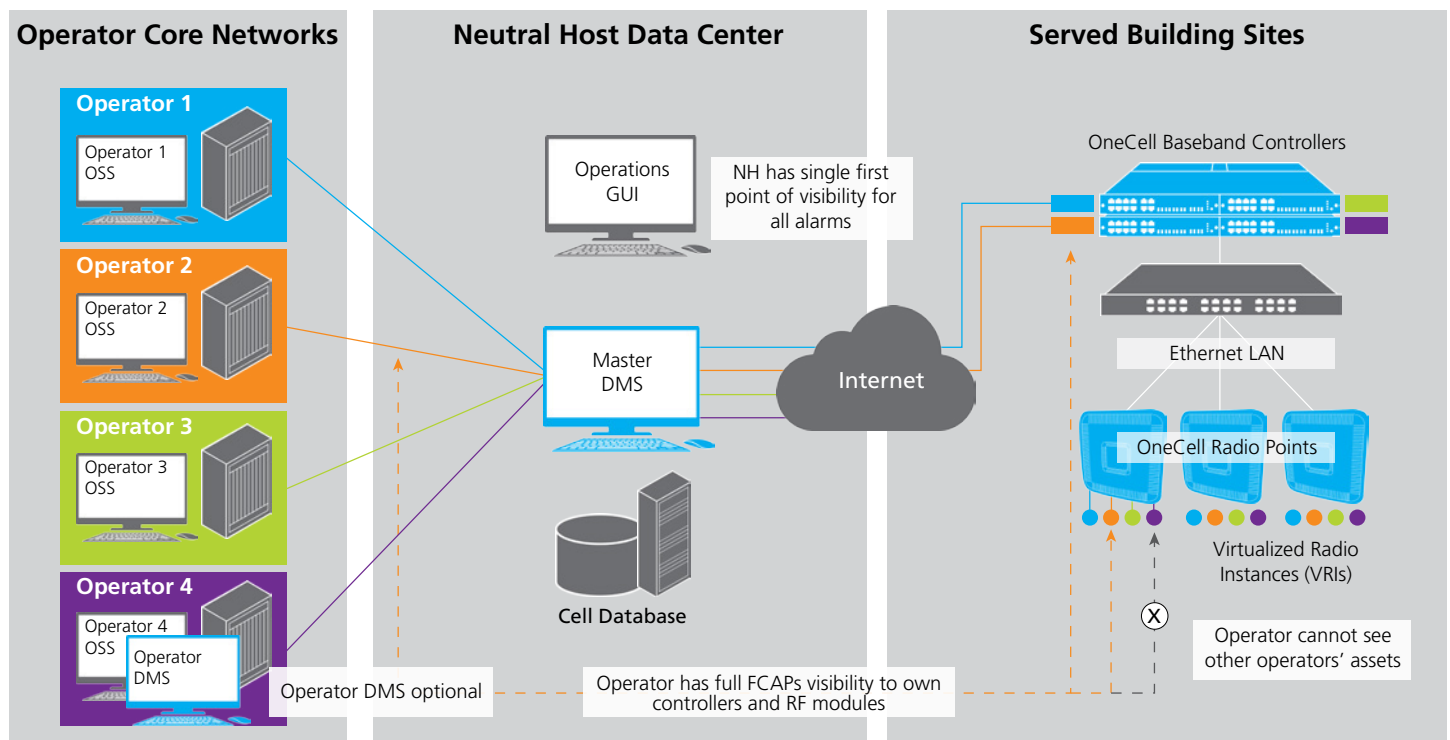 Operator Core Networks
Operator 1
Operator 1
OSS
Operator 2
Operator 2
OSS
Operator 3
Operator 3
OSS
Operator 4
Operator 4
OSS
Operator
DMS
Operator DMS optional
Neutral Host Data Center
Operations
GUI
NH has single first
point of visibility for
all alarms
Master
DMS
Internet
Cell Database
Operator has full FCAPs visibility to own
controllers and RF modules
Served Building Sites
OneCell Baseband Controllers
Ethernet LAN
OneCell Radio Points
Virtualized Radio
Instances (VRIs)
X
Operator cannot see
other operators’ assets